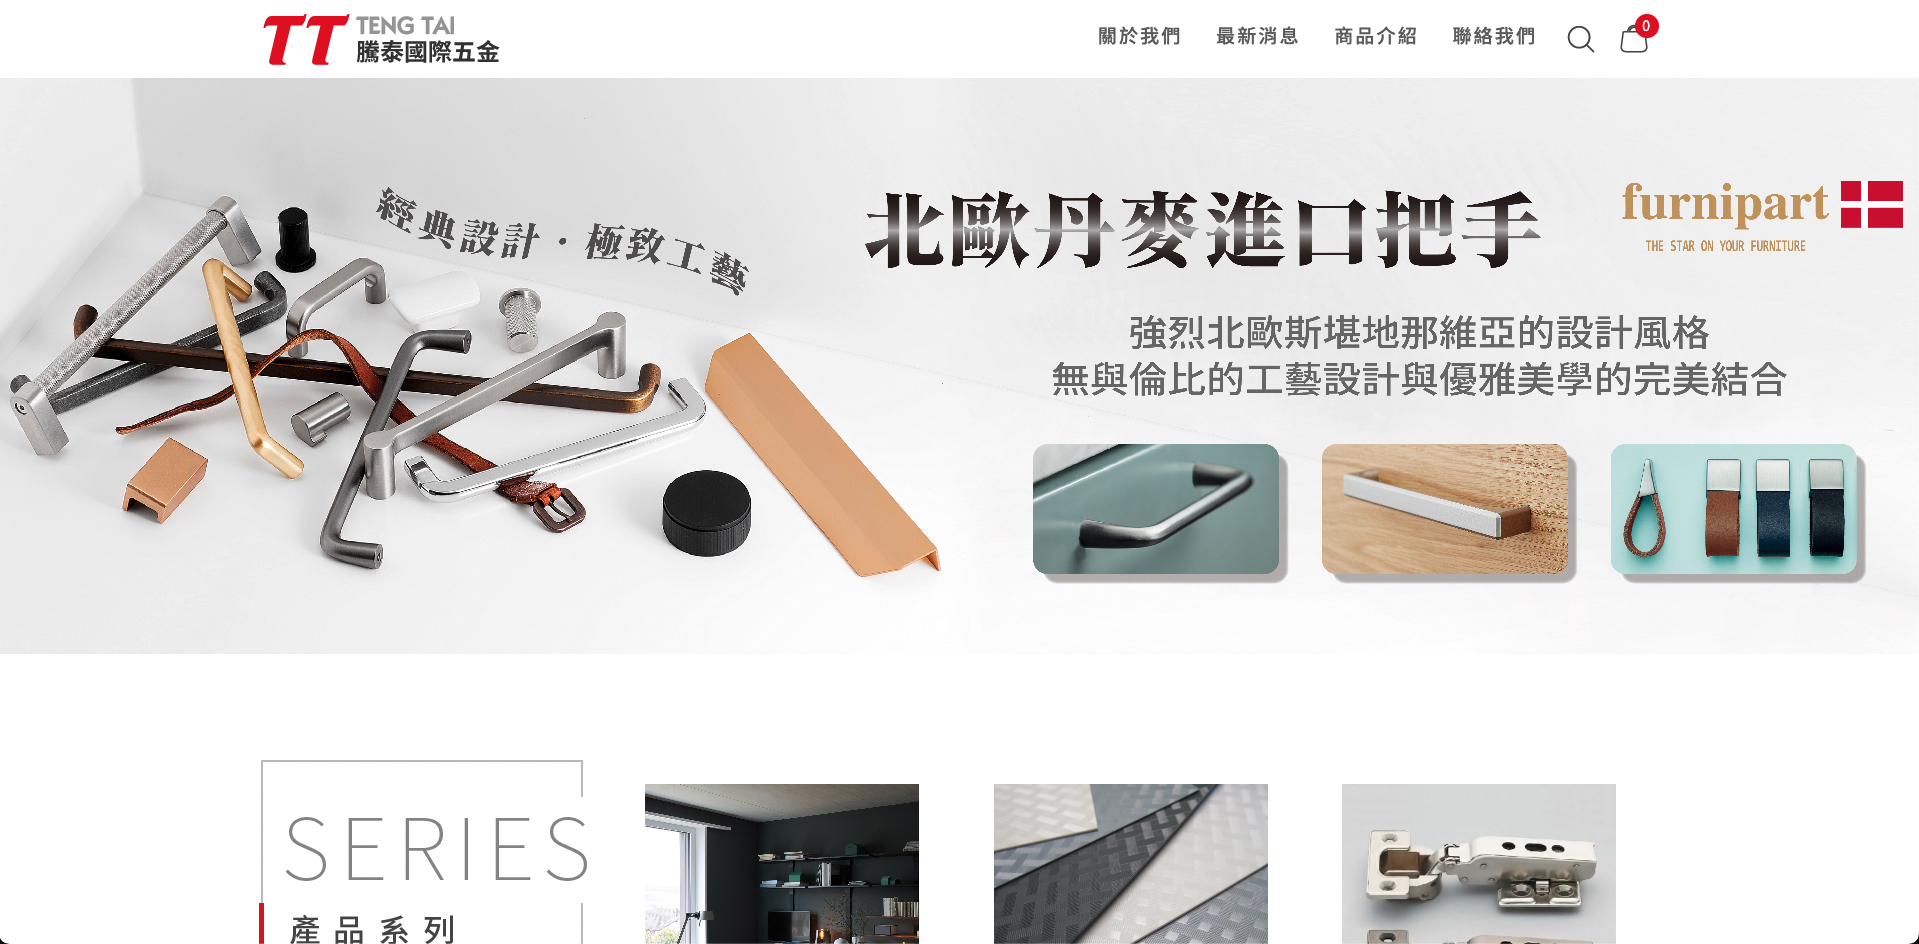 TT TENG TAI
騰泰國際五金
關於我們 最新消息 商品介紹 聯絡我們 0
經典設計・極致工藝
北歐丹麥進口把手
furnipart
THE STAR ON YOUR FURNITURE
強烈北歐斯堪地那維亞的設計風格
無與倫比的工藝設計與優雅美學的完美結合
SERIES
產品系列